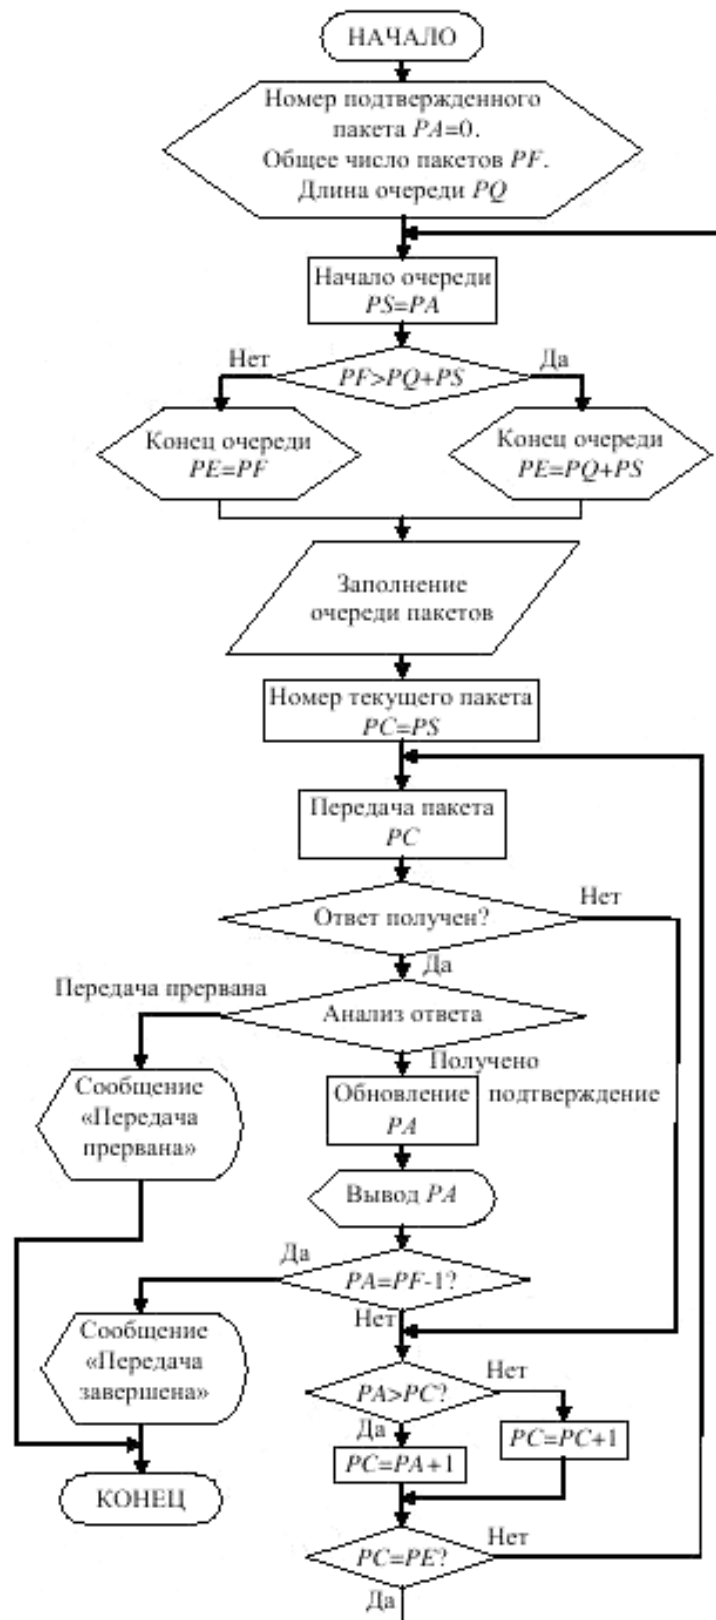 НАЧАЛО
Номер подтвержденного
пакета PA=0.
Общее число пакетов PF.
Длина очереди PQ
Начало очереди
PS=PA
Нет
PF>PQ+PS
Да
Конец очереди
PE=PF
Конец очереди
PE=PQ+PS
Заполнение
очереди пакетов
Номер текущего пакета
PC=PS
Передача пакета
PC
Ответ получен?
Нет
Да
Передача прервана
Анализ ответа
Получено
подтверждение
Сообщение
«Передача
прервана»
Обновление
PA
Вывод PA
Да
PA=PF-1?
Нет
Сообщение
«Передача
завершена»
PA>PC?
Нет
Да
PC=PC+1
PC=PA+1
КОНЕЦ
PC=PE?
Нет
Да